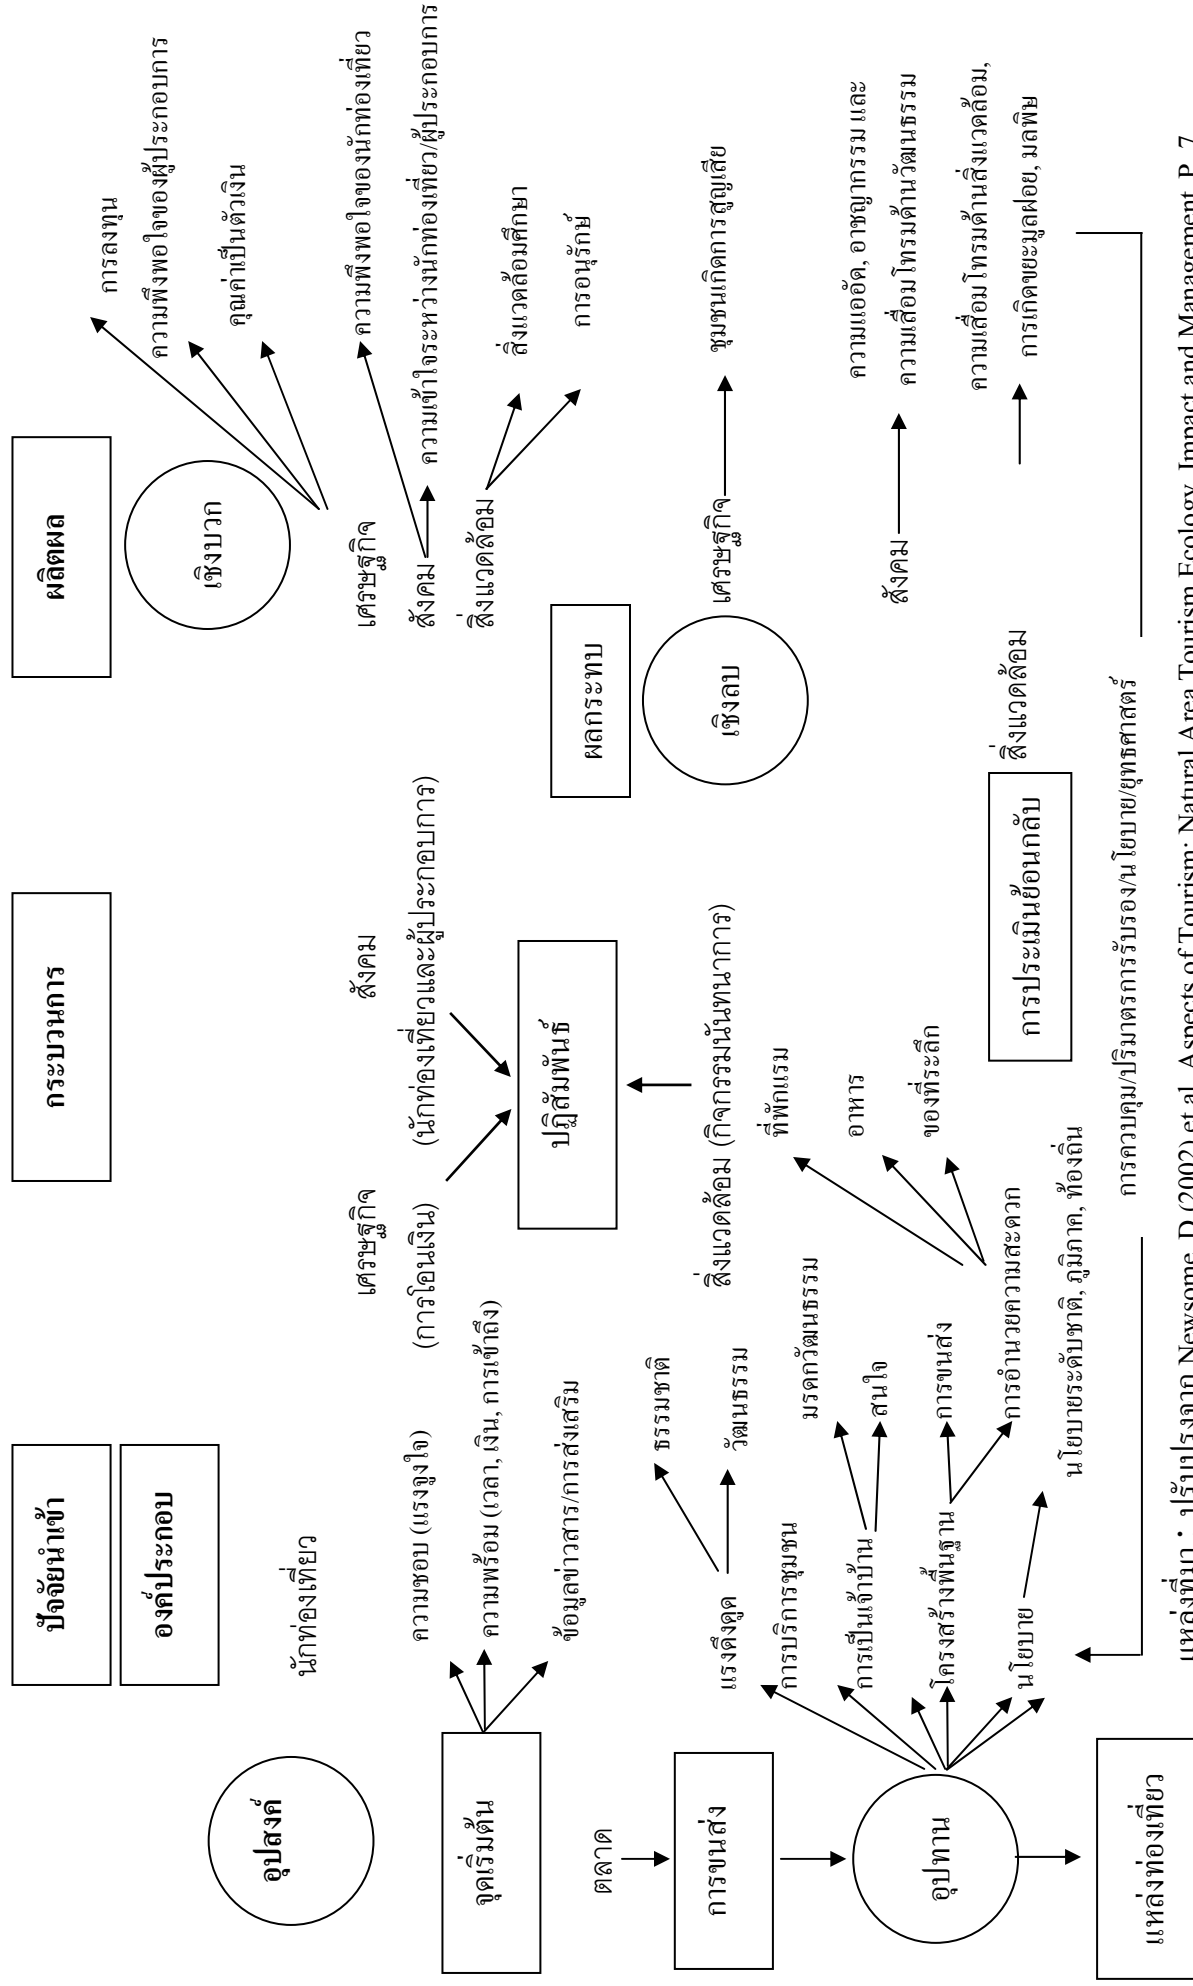 ปัจจัยนำเข้า
กระบวนการ
ผลิตผล
องค์ประกอบ
อุปสงค์
นักท่องเที่ยว
เชิงบวก
การลงทุน
ความพึงพอใจของผู้ประกอบการ
คุณค่าเป็นตัวเงิน
เศรษฐกิจ
สังคม
เศรษฐกิจ
ความพึงพอใจของนักท่องเที่ยว
จุดเริ่มต้น
ความชอบ (แรงจูงใจ)
(การโอนเงิน)
(นักท่องเที่ยวและผู้ประกอบการ)
สังคม
ความเข้าใจระหว่างนักท่องเที่ยว/ผู้ประกอบการ
ความพร้อม (เวลา, เงิน, การเข้าถึง)
สิ่งแวดล้อม
สิ่งแวดล้อมศึกษา
ข้อมูลข่าวสาร/การส่งเสริม
ปฏิสัมพันธ์
ผลกระทบ
การอนุรักษ์
ตลาด
ธรรมชาติ
การขนส่ง
แรงดึงดูด
วัฒนธรรม
สิ่งแวดล้อม (กิจกรรมนันทนาการ)
เชิงลบ
เศรษฐกิจ
ชุมชนเกิดการสูญเสีย
การบริการชุมชน
มรดกวัฒนธรรม
ที่พักแรม
การเป็นเจ้าบ้าน
สนใจ
อาหาร
ความแออัด, อาชญากรรม และ
สังคม
ความเสื่อมโทรมด้านวัฒนธรรม
อุปทาน
โครงสร้างพื้นฐาน
การขนส่ง
ของที่ระลึก
ความเสื่อมโทรมด้านสิ่งแวดล้อม,
นโยบาย
การอำนวยความสะดวก
การประเมินย้อนกลับ
สิ่งแวดล้อม
การเกิดขยะมูลฝอย, มลพิษ
นโยบายระดับชาติ, ภูมิภาค, ท้องถิ่น
การควบคุม/ปริมาตรการรับรอง/นโยบาย/ยุทธศาสตร์
แหล่งท่องเที่ยว
แหล่งที่มา : ปรับปรุงจาก Newsome, D.(2002) et al. Aspects of Tourism: Natural Area Tourism Ecology, Impact and Management. P. 7